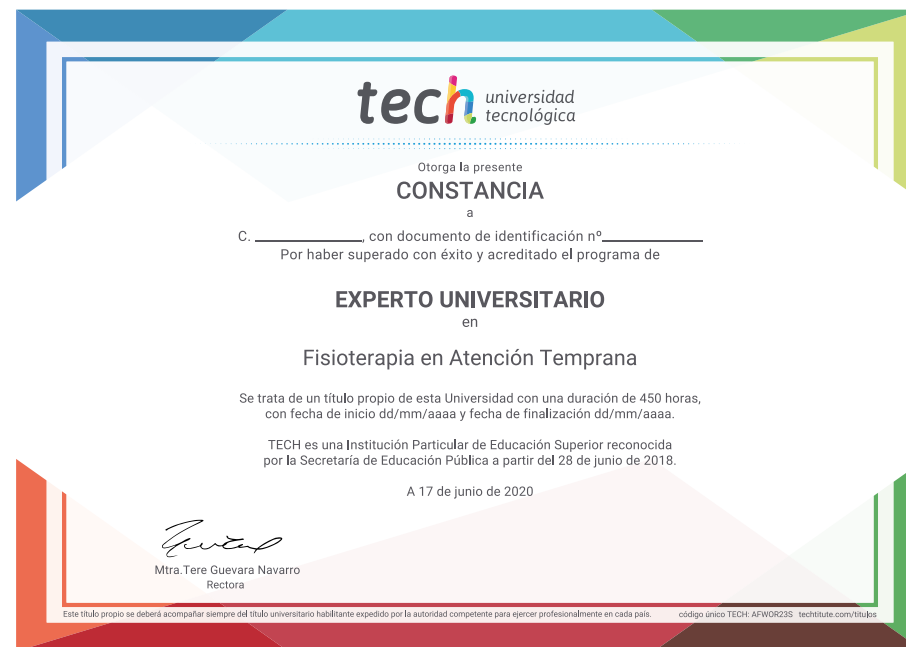 tech universidad
tecnológica
Otorga la presente
CONSTANCIA
a
C. ____________, con documento de identificación nº____________
Por haber superado con éxito y acreditado el programa de
EXPERTO UNIVERSITARIO
en
Fisioterapia en Atención Temprana
Se trata de un título propio de esta Universidad con una duración de 450 horas,
con fecha de inicio dd/mm/aaaa y fecha de finalización dd/mm/aaaa.
TECH es una Institución Particular de Educación Superior reconocida
por la Secretaría de Educación Pública a partir del 28 de junio de 2018.
A 17 de junio de 2020
Mtra.Tere Guevara Navarro
Rectora
Este título propio se deberá acompañar siempre del título universitario habilitante expedido por la autoridad competente para ejercer profesionalmente en cada país. código único TECH: AFWOR23S techtitute.com/titulos